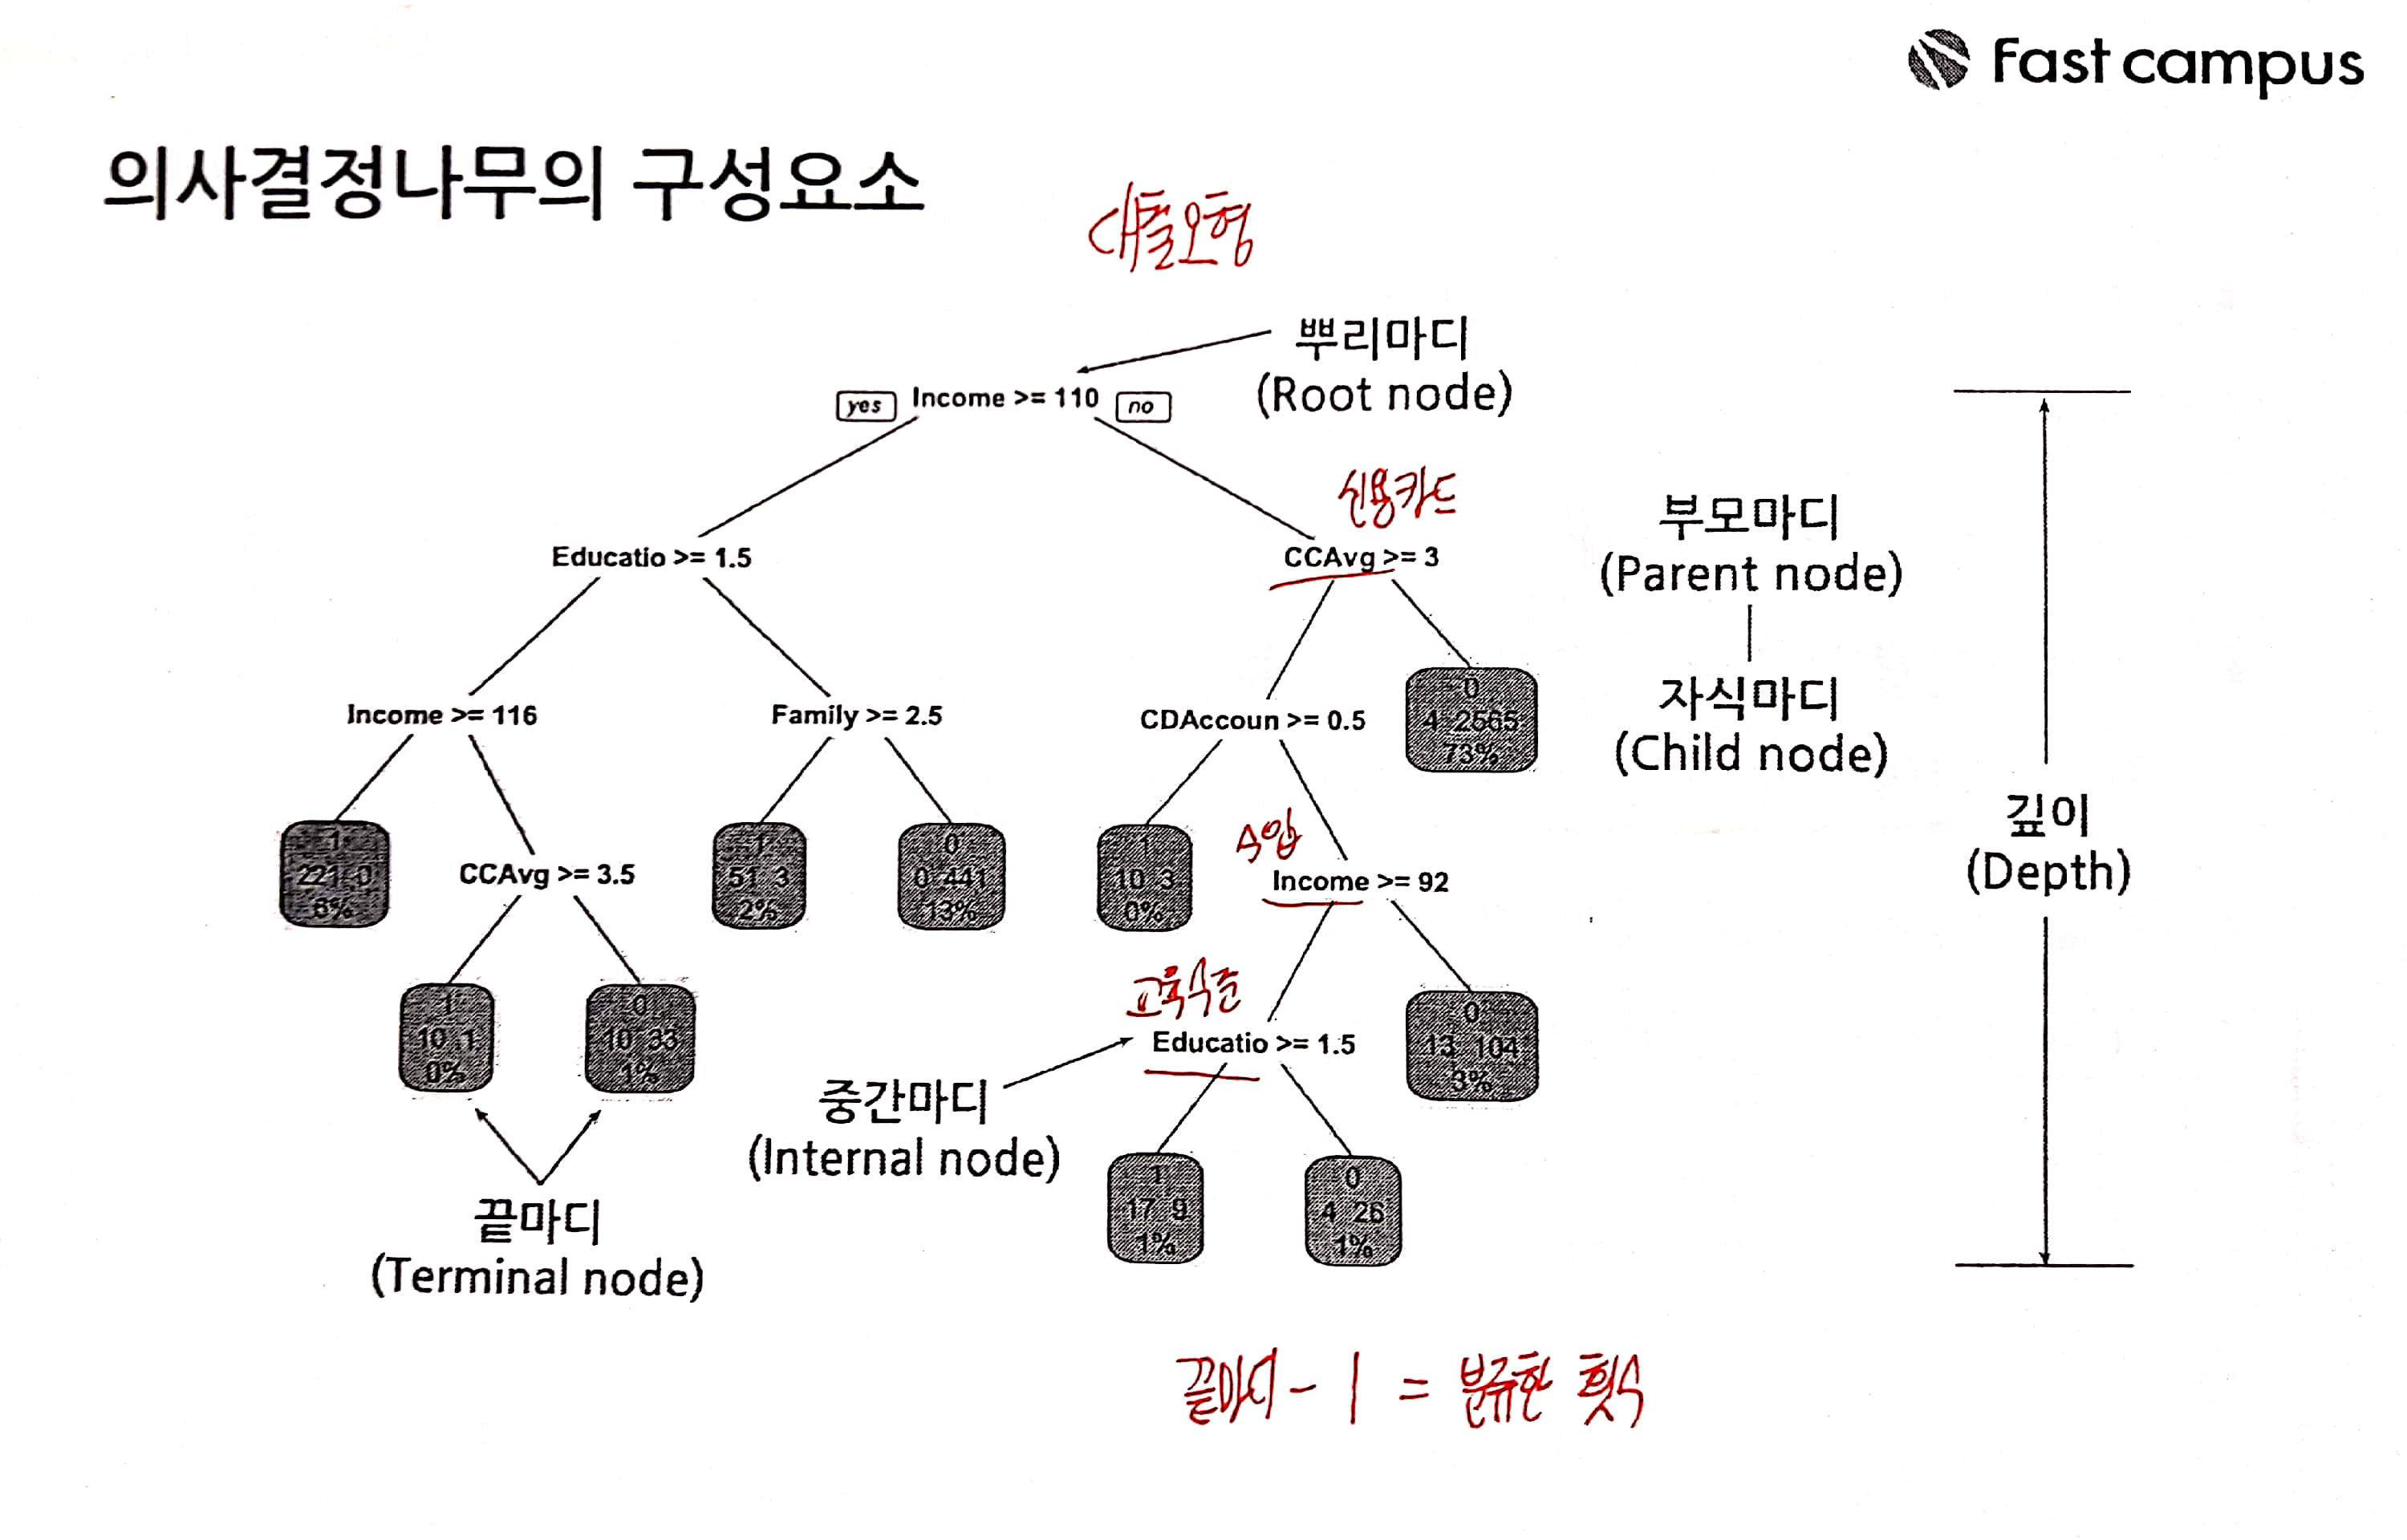 Fast campus
의사결정나무의 구성요소
대출오형
뿌리마디
(Root node)
yes
Income >= 110
no
신용카드
Educatio >= 1.5
CCAvg >= 3
부모마디
(Parent node)
자식마디
(Child node)
Income >= 116
Family >= 2.5
CDAccoun >= 0.5
0
4 2565
73%
깊이
(Depth)
1
221 0
6%
CCAvg >= 3.5
1
51 3
2%
0
0 441
13%
1
10 3
0%
수입
Income >= 92
1
10 1
0%
0
10 33
1%
교육수준
Educatio >= 1.5
0
13 104
3%
중간마디
(Internal node)
끝마디
(Terminal node)
1
17 9
1%
0
4 26
1%
끝마디 - 1 = 분류한 횟수